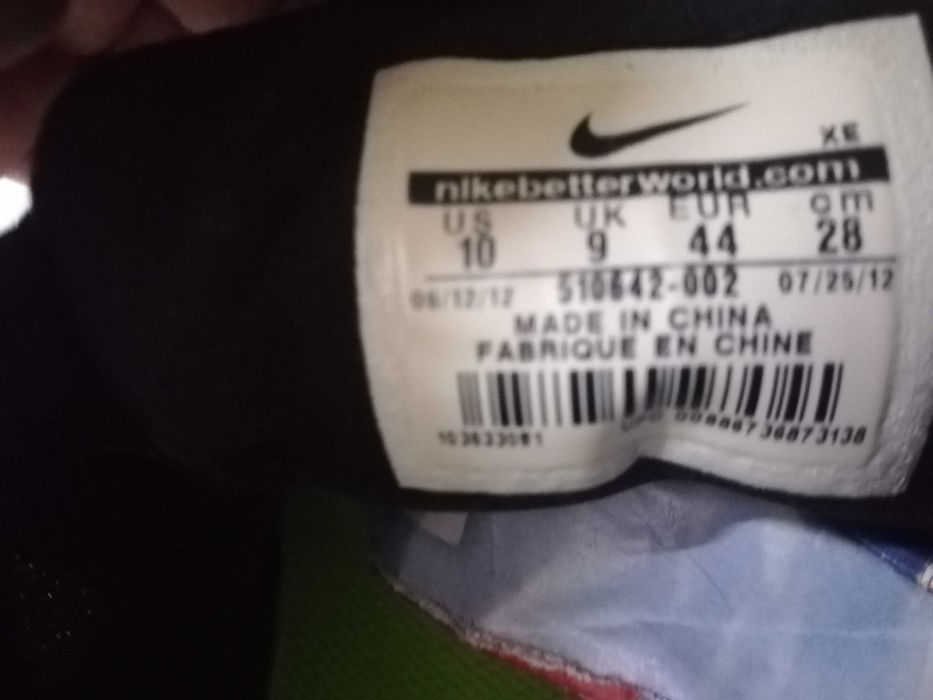 XE
nikebetterworld.com
US UK EUR cm
10 9 44 28
06/12/12 510642-002 07/25/12
MADE IN CHINA
FABRIQUE EN CHINE